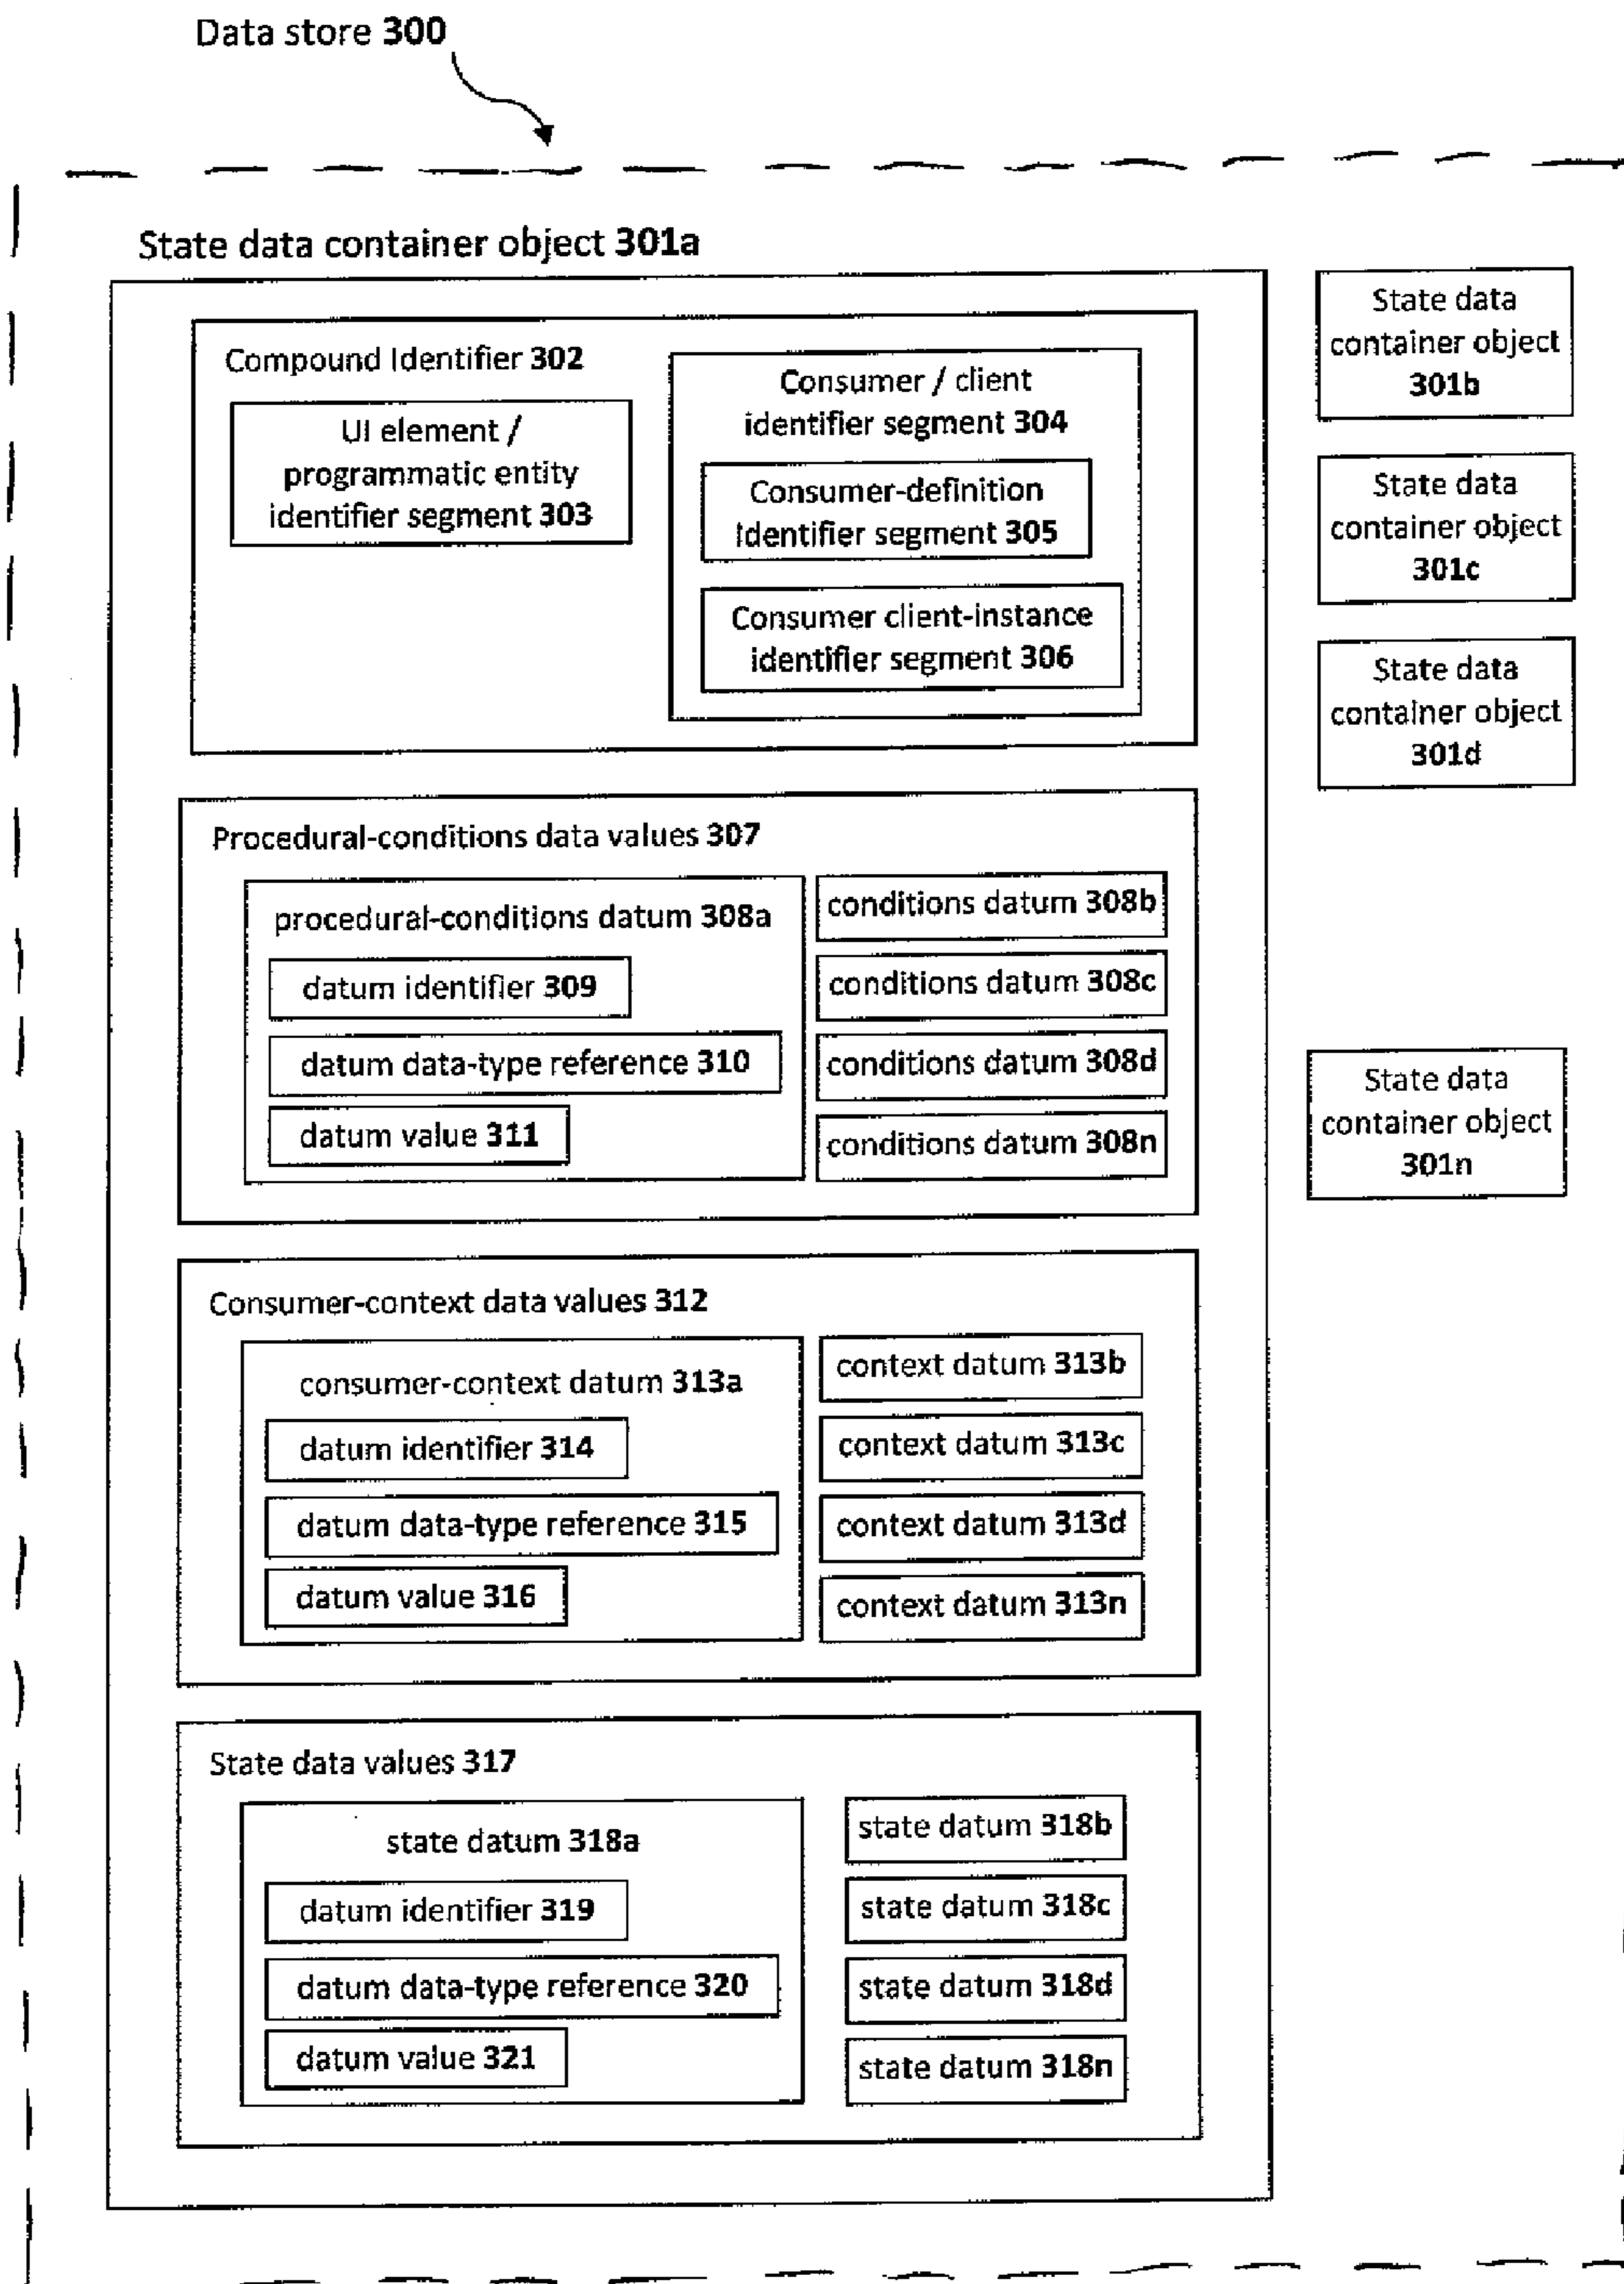 Data store 300
State data container object 301a
Compound Identifier 302
UI element /
programmatic entity
identifier segment 303
Consumer / client
identifier segment 304
Consumer-definition
Identifier segment 305
Consumer client-instance
identifier segment 306
Procedural-conditions data values 307
procedural-conditions datum 308a
datum identifier 309
datum data-type reference 310
datum value 311
conditions datum 308b
conditions datum 308c
conditions datum 308d
conditions datum 308n
Consumer-context data values 312
consumer-context datum 313a
datum identifier 314
datum data-type reference 315
datum value 316
context datum 313b
context datum 313c
context datum 313d
context datum 313n
State data values 317
state datum 318a
datum identifier 319
datum data-type reference 320
datum value 321
state datum 318b
state datum 318c
state datum 318d
state datum 318n
State data
container object
301b
State data
container object
301c
State data
container object
301d
State data
container object
301n